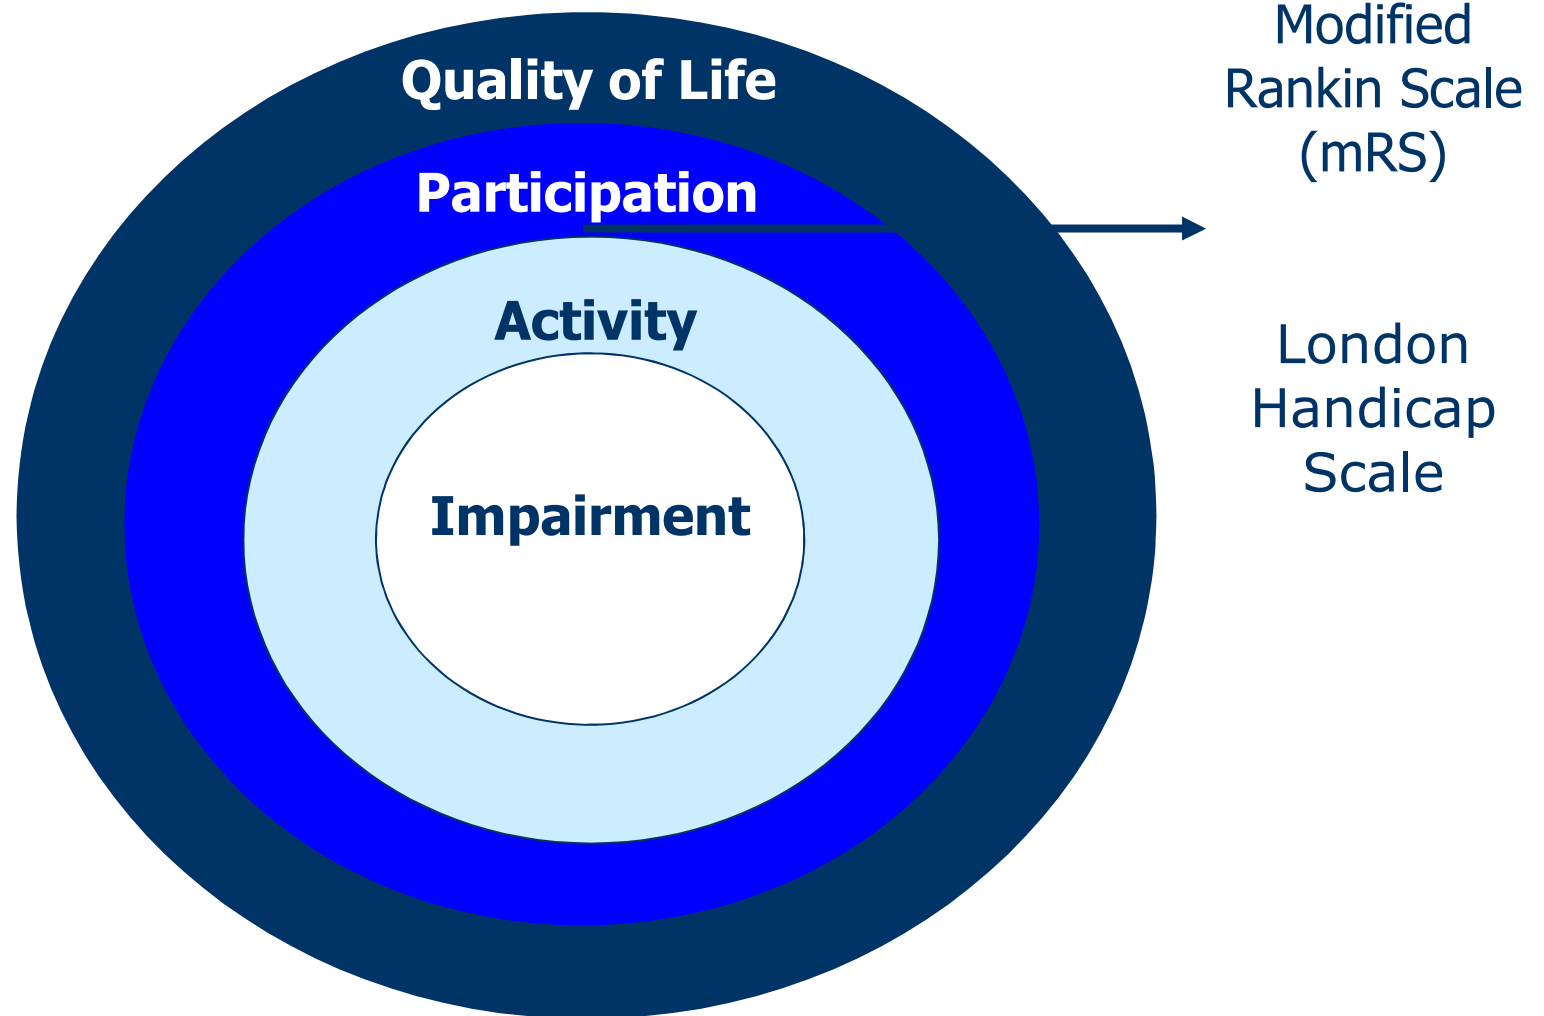 Quality of Life
Participation
Activity
Impairment
Modified
Rankin Scale
(mRS)
London
Handicap
Scale